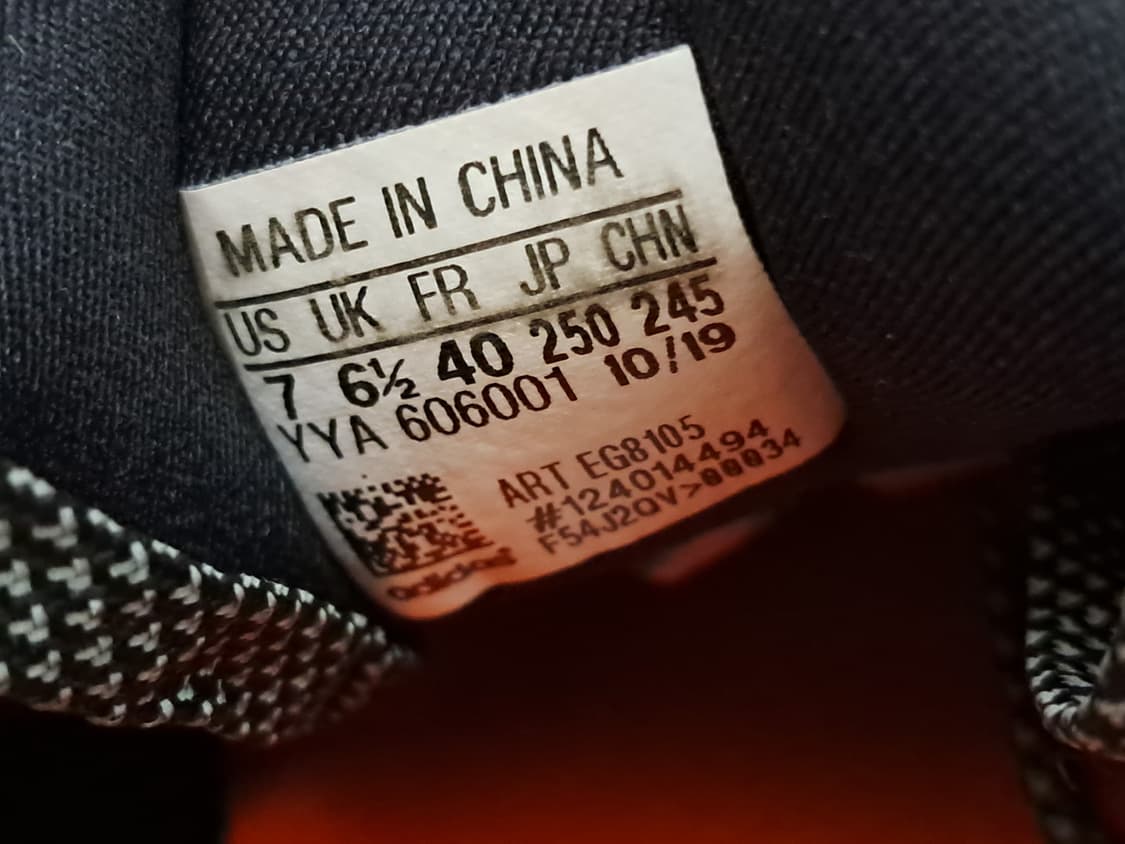 MADE IN CHINA
US UK FR JP CHN
7 6½ 40 250 245
YYA 606001 10/19
ART EG8105
#124014494
F54J2QV>00034
adidas